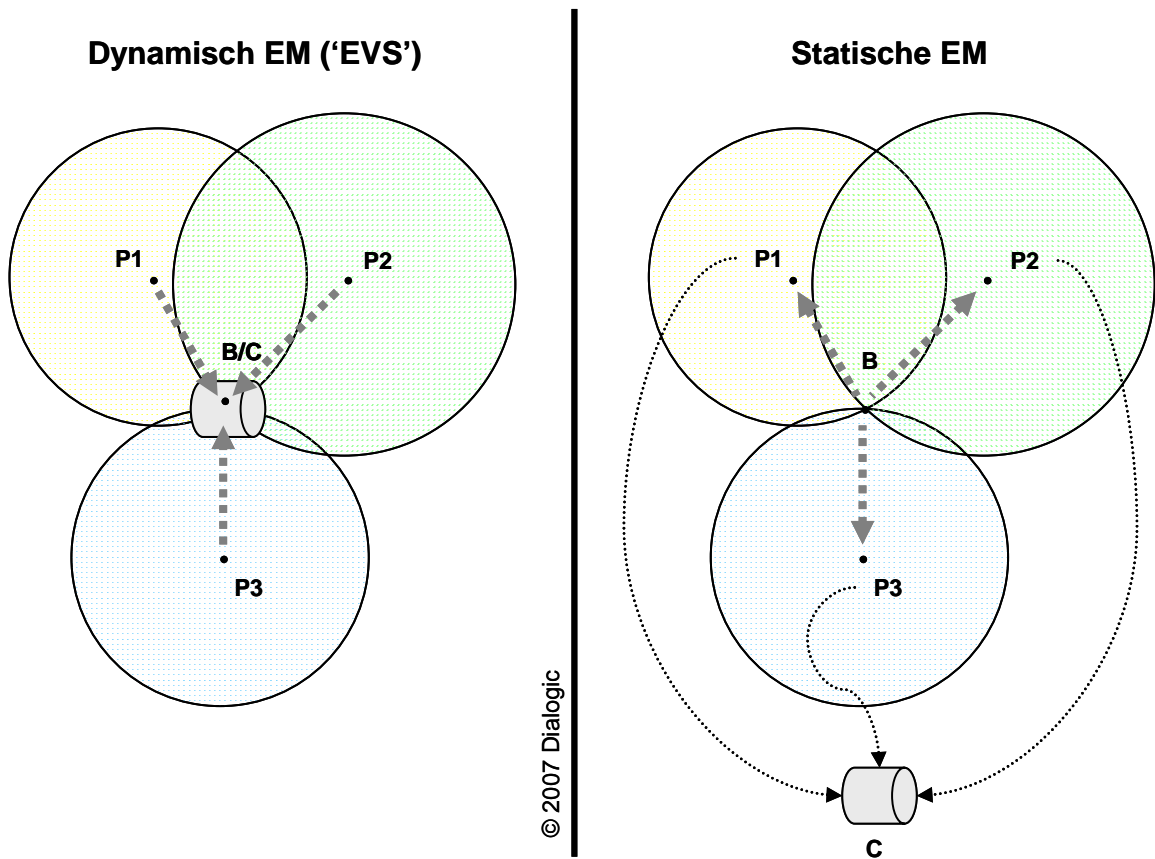 Dynamisch EM (‘EVS’)
P1
P2
B/C
P3
© 2007 Dialogic
Statische EM
P1
P2
B
P3
C